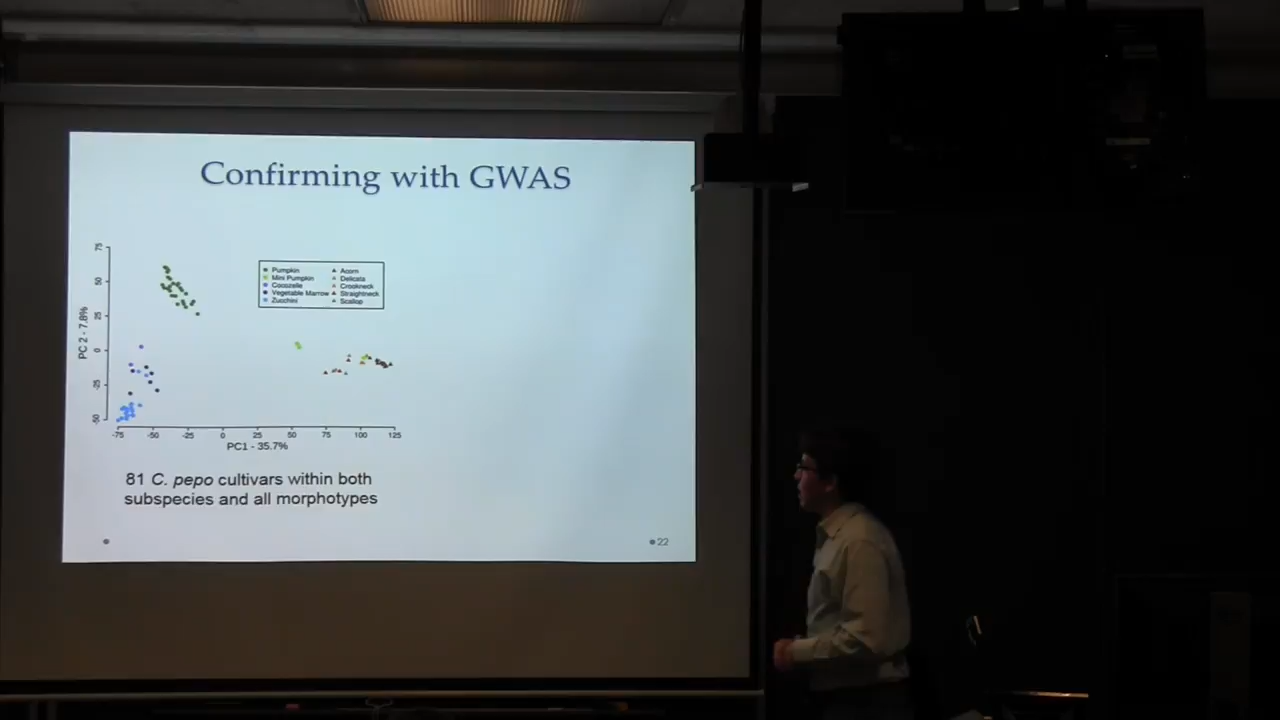 Confirming with GWAS
75
50
25
0
-25
-50
PC 2 - 7.8%
Pumpkin
Mini Pumpkin
Cocozelle
Vegetable Marrow
Zucchini
Acorn
Delicata
Crookneck
Straightneck
Scallop
-75 -50 -25 0 25 50 75 100 125
PC1 - 35.7%
81 C. pepo cultivars within both
subspecies and all morphotypes
22